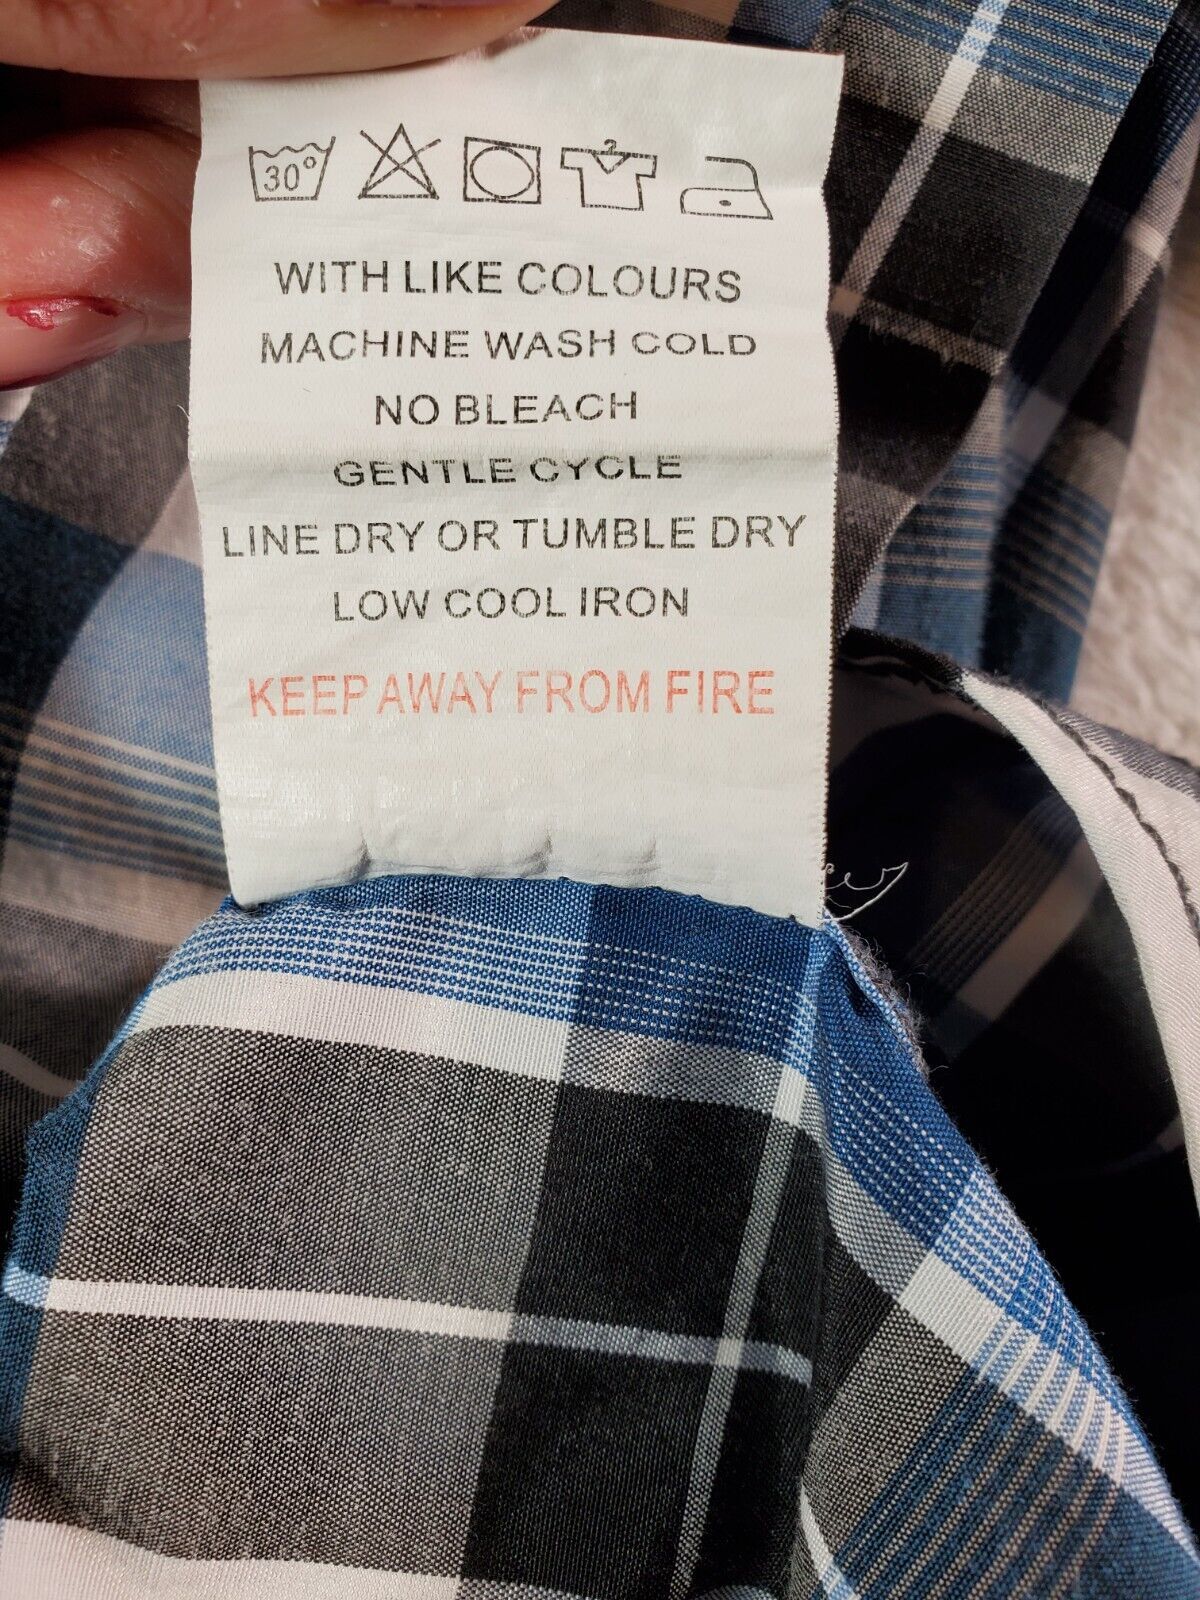 30°
WITH LIKE COLOURS
MACHINE WASH COLD
NO BLEACH
GENTLE CYCLE
LINE DRY OR TUMBLE DRY
LOW COOL IRON
KEEP AWAY FROM FIRE